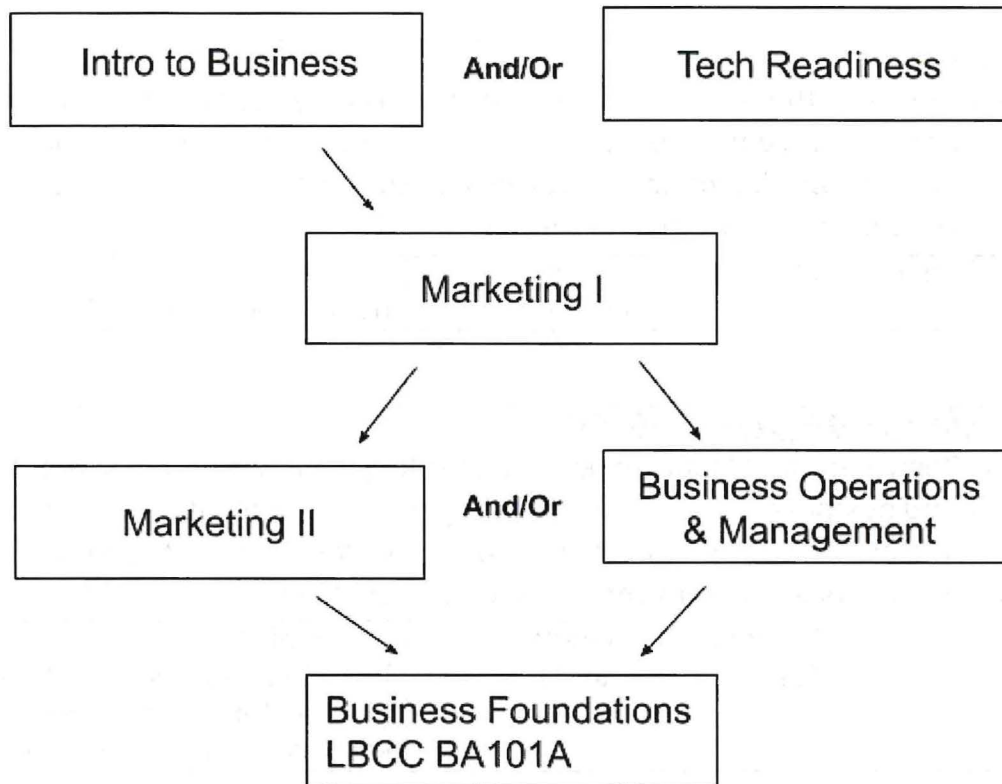 Intro to Business
And/Or
Tech Readiness
Marketing I
Marketing II
And/Or
Business Operations
& Management
Business Foundations
LBCC BA101A